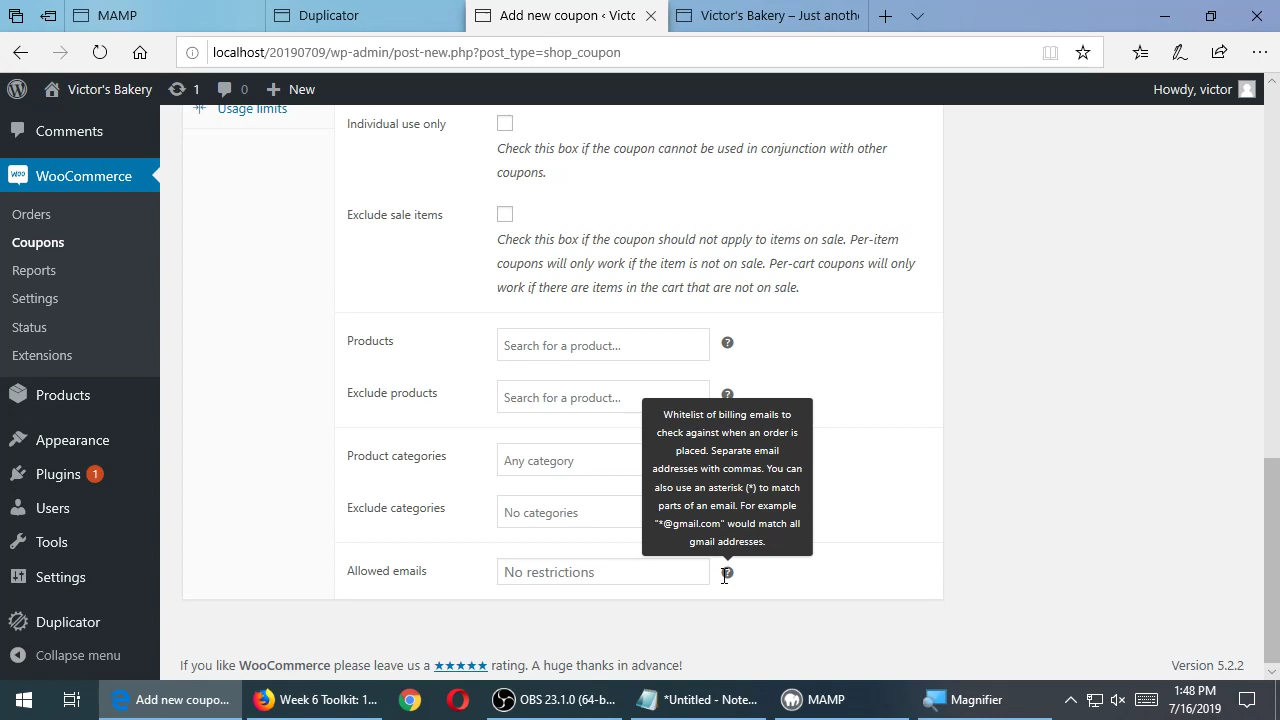 MAMP
Duplicator
Add new coupon ‹ Victo
Victor's Bakery – Just anoth
localhost/20190709/wp-admin/post-new.php?post_type=shop_coupon
Victor's Bakery
1
0
New
Howdy, victor
Comments
WooCommerce
Orders
Coupons
Reports
Settings
Status
Extensions
Products
Appearance
Plugins 1
Users
Tools
Settings
Duplicator
Collapse menu
Usage limits
Individual use only
Check this box if the coupon cannot be used in conjunction with other
coupons.
Exclude sale items
Check this box if the coupon should not apply to items on sale. Per-item
coupons will only work if the item is not on sale. Per-cart coupons will only
work if there are items in the cart that are not on sale.
Products
Search for a product...
Exclude products
Search for a product...
Product categories
Any category
Exclude categories
No categories
Whitelist of billing emails to
check against when an order is
placed. Separate email
addresses with commas. You can
also use an asterisk (*) to match
parts of an email. For example
"*@gmail.com" would match all
gmail addresses.
Allowed emails
No restrictions
If you like WooCommerce please leave us a ★★★★★ rating. A huge thanks in advance!
Version 5.2.2
Add new coupo...
Week 6 Toolkit: 1...
OBS 23.1.0 (64-b...
*Untitled - Note...
MAMP
Magnifier
1:48 PM
7/16/2019